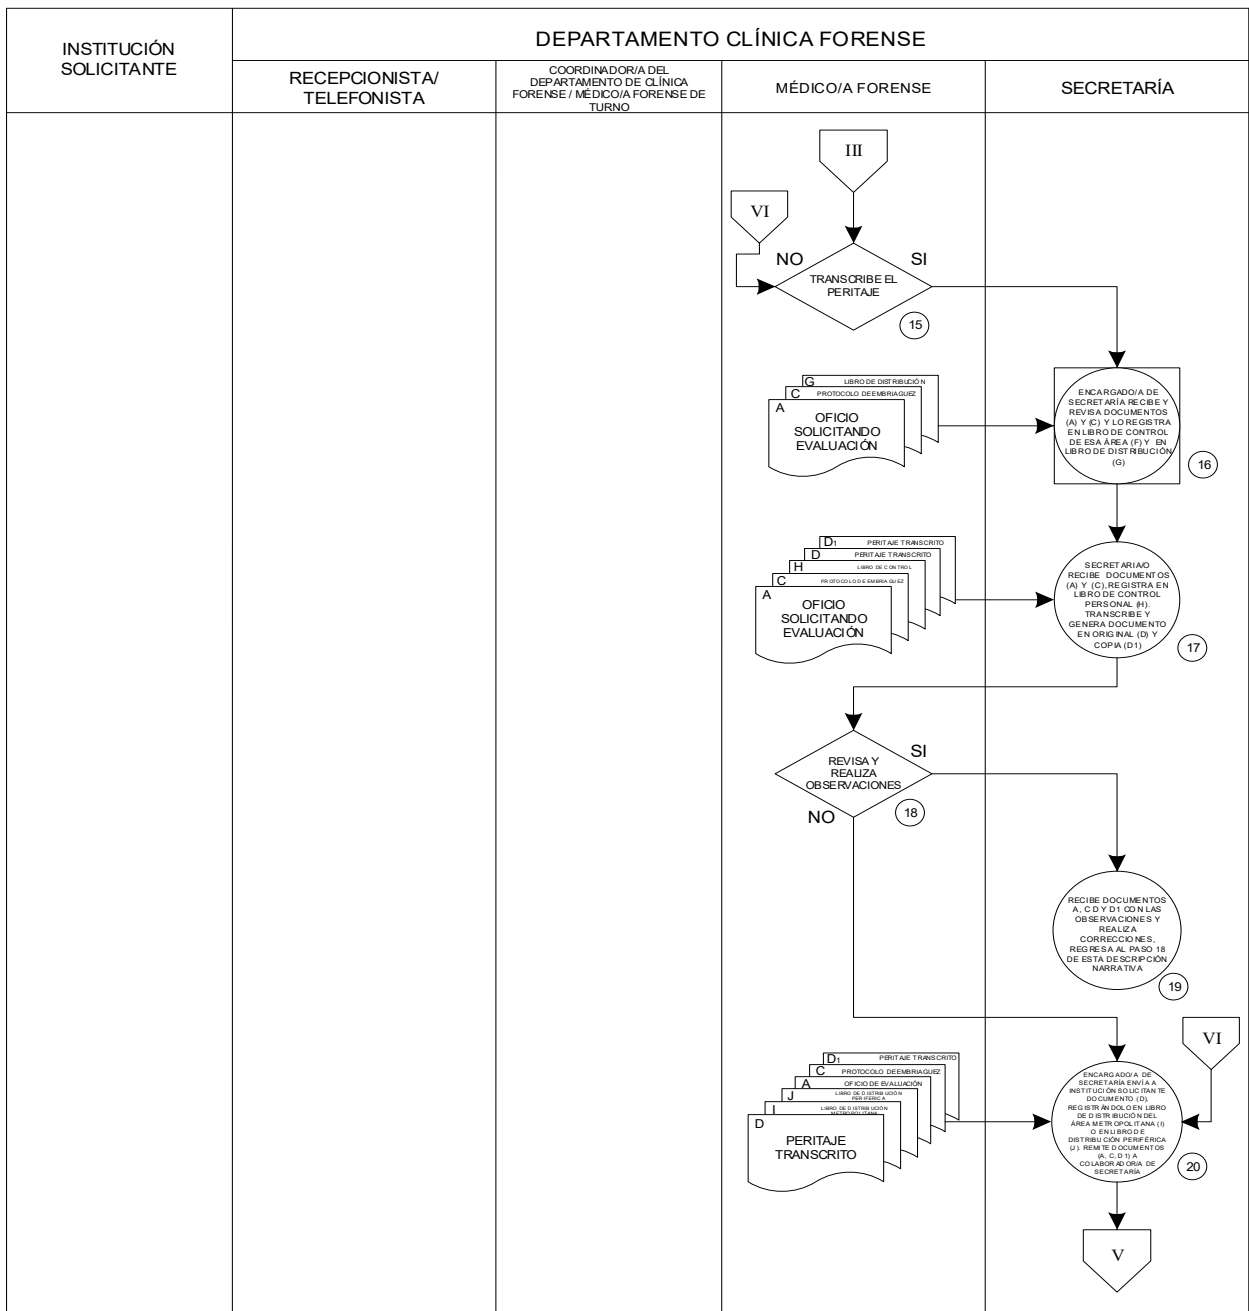 INSTITUCIÓN
SOLICITANTE
DEPARTAMENTO CLÍNICA FORENSE
RECEPCIONISTA/
TELEFONISTA
COORDINADOR/A DEL
DEPARTAMENTO DE CLÍNICA
FORENSE / MÉDICO/A FORENSE DE
TURNO
MÉDICO/A FORENSE
SECRETARÍA
III
VI
NO
SI
TRANSCRIBE EL
PERITAJE
15
G
LIBRO DE DISTRIBUCIÓN
C
PROTOCOLO DE EMBRIAGUEZ
A
OFICIO
SOLICITANDO
EVALUACIÓN
ENCARGADO/A DE
SECRETARÍA RECIBE Y
REVISA DOCUMENTOS
(A) Y (C) Y LO REGISTRA
EN LIBRO DE CONTROL
DE ESA ÁREA (F) Y EN
LIBRO DE DISTRIBUCIÓN
(G)
16
D1
PERITAJE TRANSCRITO
D
PERITAJE TRANSCRITO
H
LIBRO DE CONTROL
C
PROTOCOLO DE EMBRIAGUEZ
A
OFICIO
SOLICITANDO
EVALUACIÓN
SECRETARIA/O
RECIBE DOCUMENTOS
(A) Y (C), REGISTRA EN
LIBRO DE CONTROL
PERSONAL (H).
TRANSCRIBE Y
GENERA DOCUMENTO
EN ORIGINAL (D) Y
COPIA (D1)
17
REVISA Y
REALIZA
OBSERVACIONES
SI
NO
18
RECIBE DOCUMENTOS
A, C D Y D1 CON LAS
OBSERVACIONES Y
REALIZA
CORRECCIONES,
REGRESA AL PASO 18
DE ESTA DESCRIPCIÓN
NARRATIVA
19
VI
D1
PERITAJE TRANSCRITO
C
PROTOCOLO DE EMBRIAGUEZ
A
OFICIO DE EVALUACIÓN
J
LIBRO DE DISTRIBUCIÓN
PERIFÉRICA
I
LIBRO DE DISTRIBUCIÓN
METROPOLITANA
D
PERITAJE
TRANSCRITO
ENCARGADO/A DE
SECRETARÍA ENVÍA A
INSTITUCIÓN SOLICITANTE
DOCUMENTO (D),
REGISTRÁNDOLO EN LIBRO
DE DISTRIBUCIÓN DEL
ÁREA METROPOLITANA (I)
O EN LIBRO DE
DISTRIBUCIÓN PERIFÉRICA
(J). REMITE DOCUMENTOS
(A, C, D1) A
COLABORADOR/A DE
SECRETARÍA
20
V